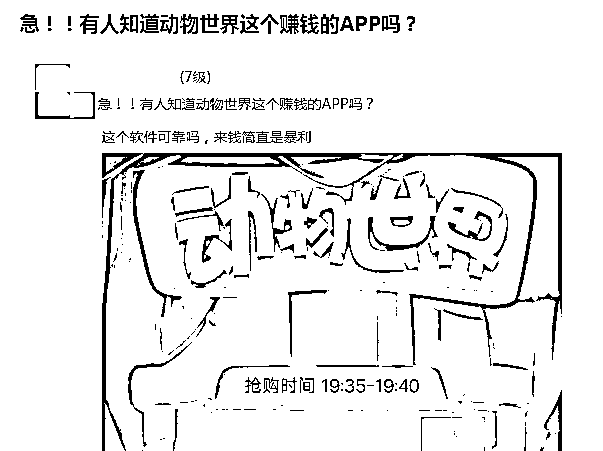 急！！有人知道动物世界这个赚钱的APP吗？
(7级)
急！！有人知道动物世界这个赚钱的APP吗？
这个软件可靠吗，来钱简直是暴利
动物世界
抢购时间 19:35-19:40